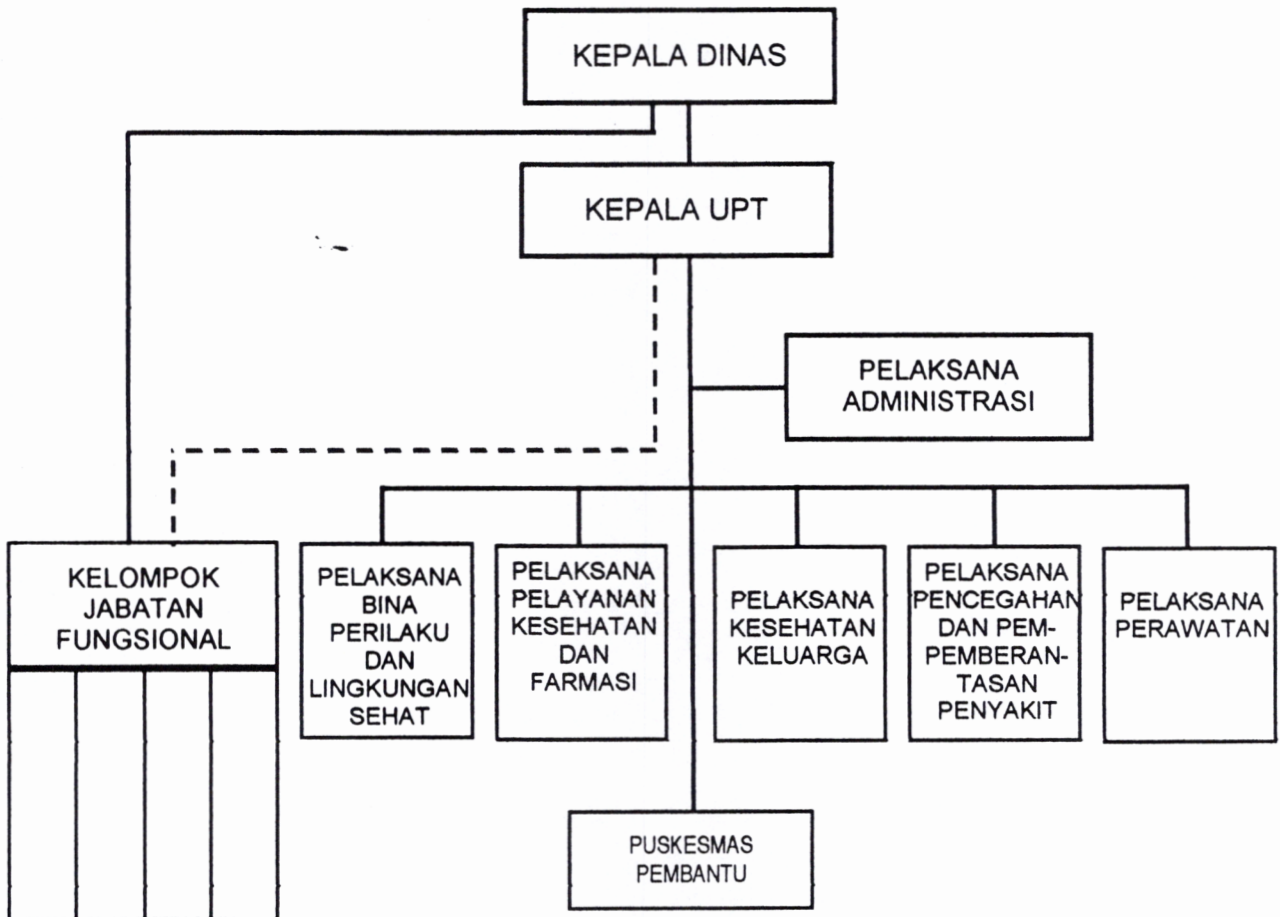 KEPALA DINAS
KEPALA UPT
PELAKSANA
ADMINISTRASI
KELOMPOK
JABATAN
FUNGSIONAL
PELAKSANA
BINA
PERILAKU
DAN
LINGKUNGAN
SEHAT
PELAKSANA
PELAYANAN
KESEHATAN
DAN
FARMASI
PELAKSANA
KESEHATAN
KELUARGA
PELAKSANA
PENCEGAHAN
DAN PEM-
PEMBERAN-
TASAN
PENYAKIT
PELAKSANA
PERAWATAN
PUSKESMAS
PEMBANTU